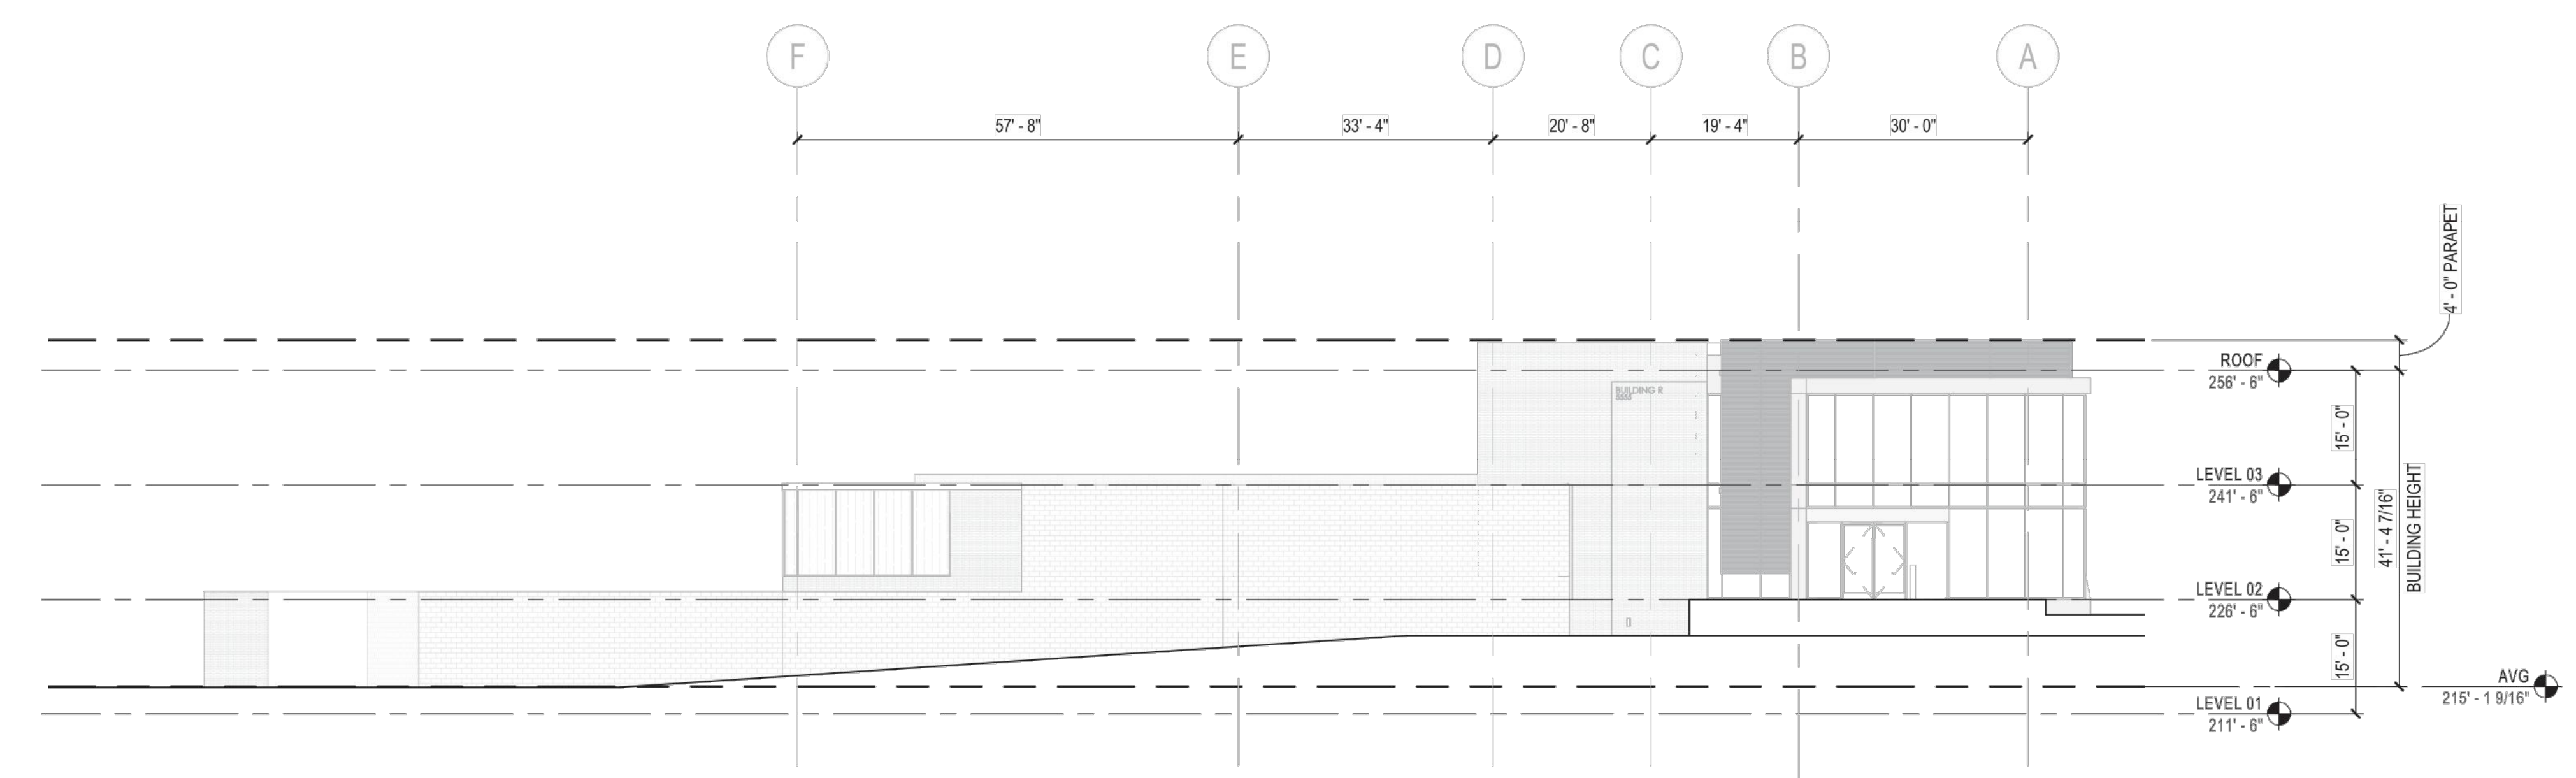 F
E
D
C
B
A
57' - 8"
33' - 4"
20' - 8"
19' - 4"
30' - 0"
4' - 0" PARAPET
ROOF
256' - 6"
BUILDING R
5555
15' - 0"
LEVEL 03
241' - 6"
41' - 4 7/16"
BUILDING HEIGHT
15' - 0"
LEVEL 02
226' - 6"
15' - 0"
AVG
215' - 1 9/16"
LEVEL 01
211' - 6"